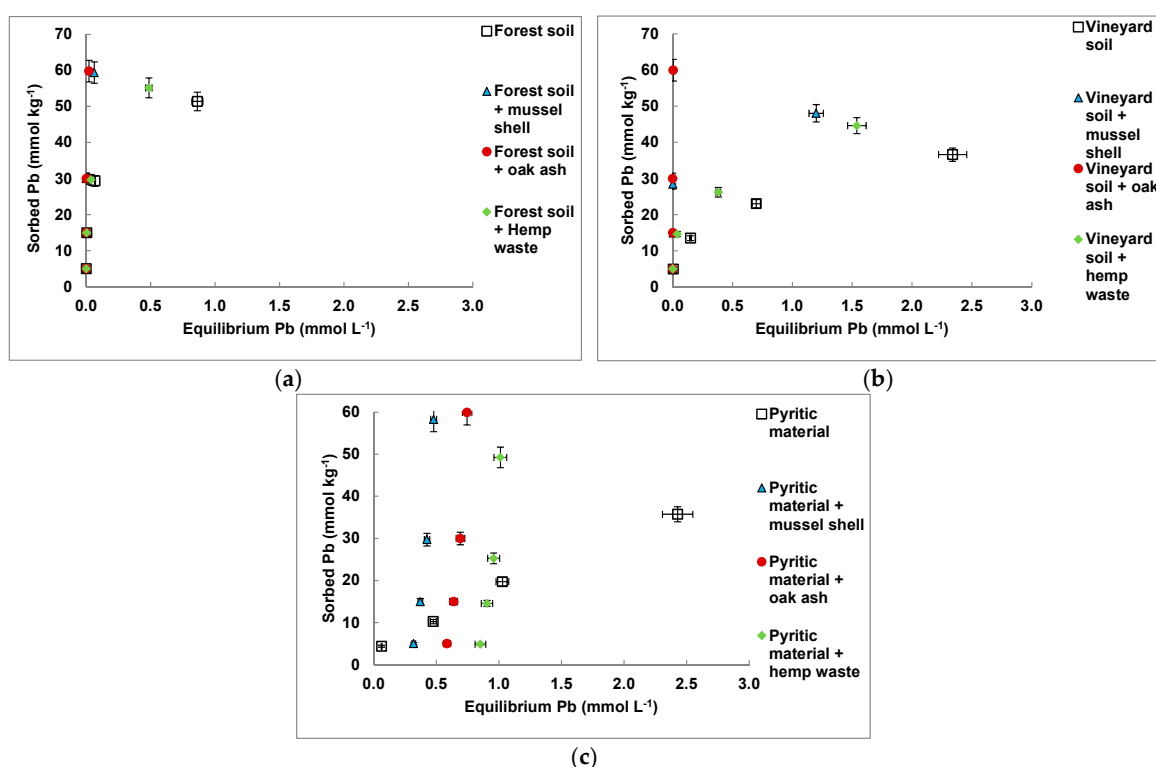 70
60
50
40
30
20
10
0
Sorbed Pb (mmol kg⁻¹)
0.0 0.5 1.0 1.5 2.0 2.5 3.0
Equilibrium Pb (mmol L⁻¹)
Forest soil
Forest soil
+ mussel
shell
Forest soil
+ oak ash
Forest soil
+ Hemp
waste
(a)
70
60
50
40
30
20
10
0
Sorbed Pb (mmol kg⁻¹)
0.0 0.5 1.0 1.5 2.0 2.5 3.0
Equilibrium Pb (mmol L⁻¹)
Vineyard
soil
Vineyard
soil +
mussel
shell
Vineyard
soil + oak
ash
Vineyard
soil +
hemp
waste
(b)
60
50
40
30
20
10
0
Sorbed Pb (mmol kg⁻¹)
0.0 0.5 1.0 1.5 2.0 2.5 3.0
Equilibrium Pb (mmol L⁻¹)
Pyritic
material
Pyritic
material +
mussel shell
Pyritic
material +
oak ash
Pyritic
material +
hemp waste
(c)